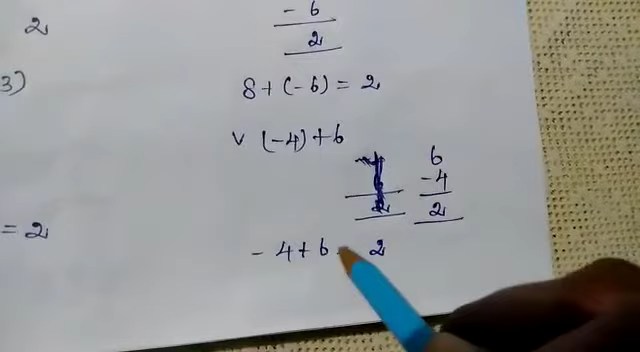 2
- 6
2
3)
8 + (-6) = 2
v (-4) + 6
6
-4
2
= 2
- 4 + 6 2